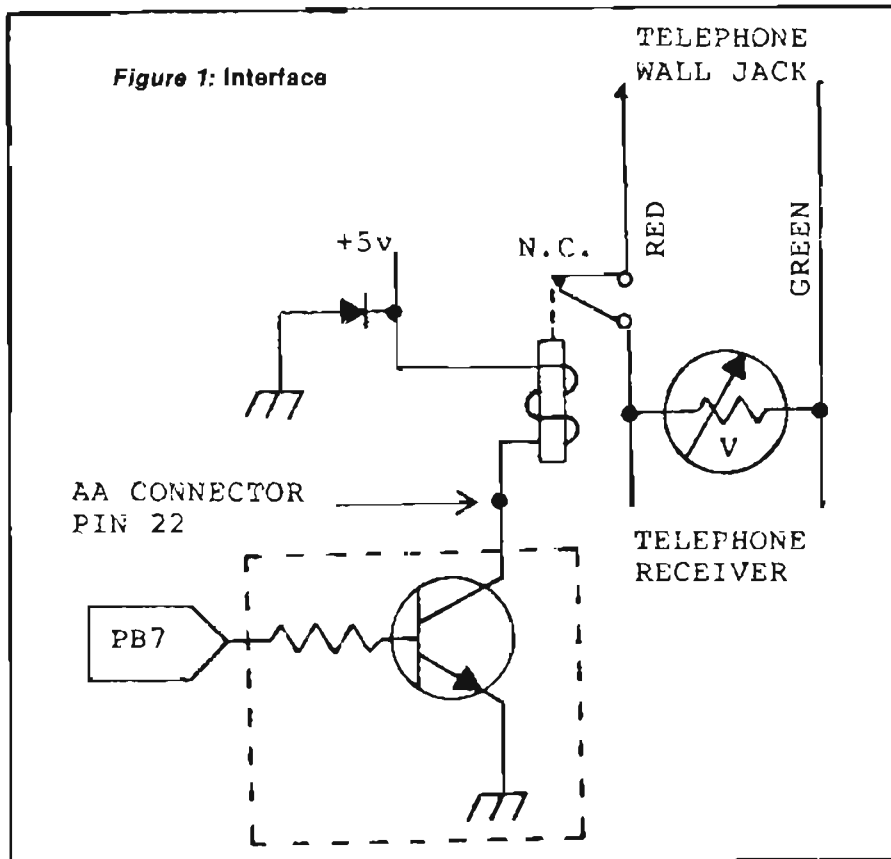 TELEPHONE
WALL JACK
Figure 1: Interface
RED
GREEN
+5v
N.C.
V
AA CONNECTOR
PIN 22
TELEPHONE
RECEIVER
PB7